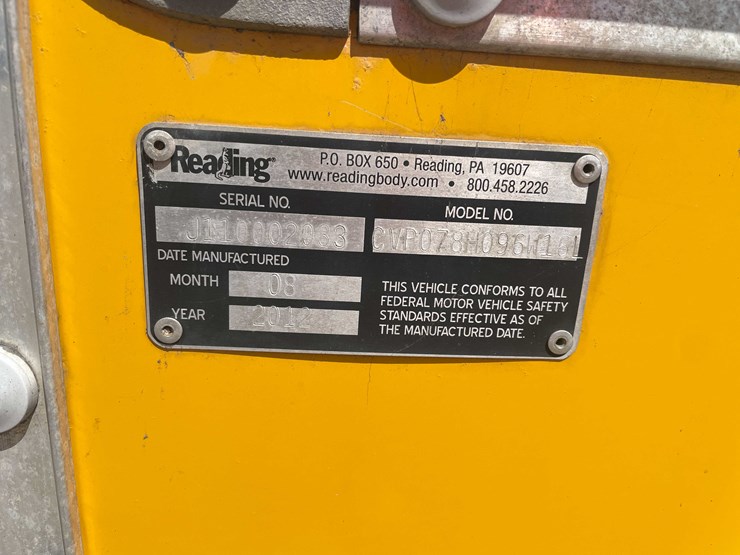 Reading®
P.O. BOX 650 • Reading, PA 19607
www.readingbody.com • 800.458.2226
SERIAL NO.
MODEL NO.
DATE MANUFACTURED
MONTH 08
YEAR 2012
THIS VEHICLE CONFORMS TO ALL
FEDERAL MOTOR VEHICLE SAFETY
STANDARDS EFFECTIVE AS OF
THE MANUFACTURED DATE.